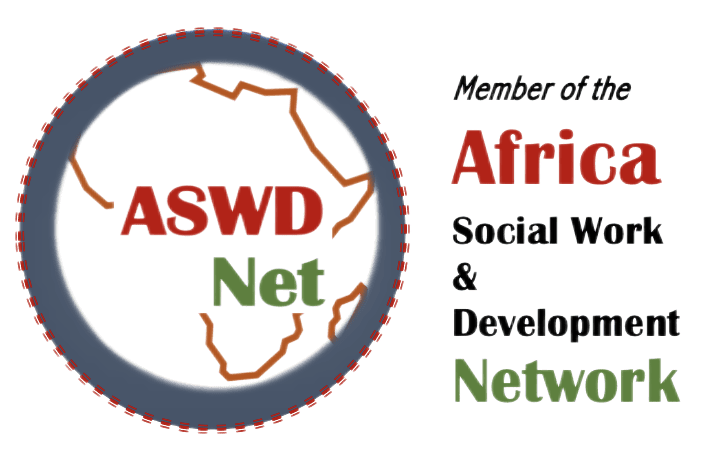 ASWD
Net
Member of the
Africa
Social Work
&
Development
Network